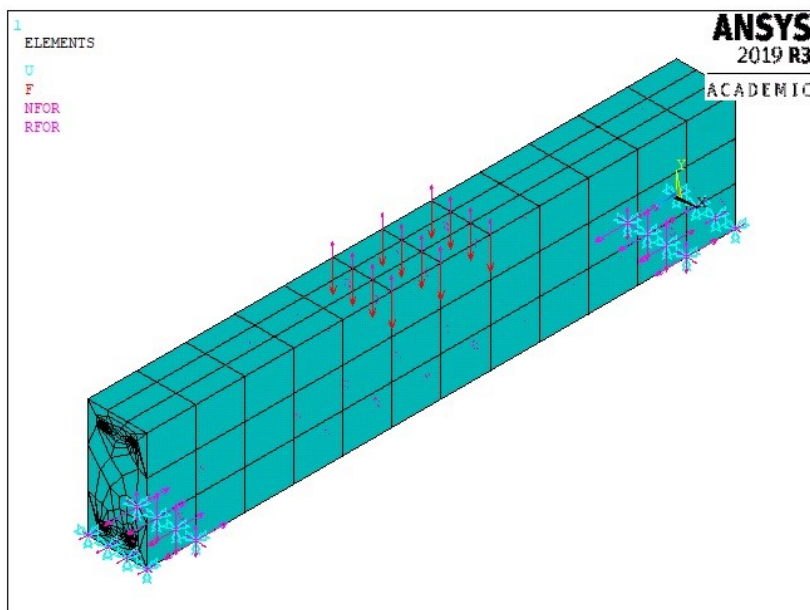 1
ELEMENTS
U
F
NFOR
RFOR
ANSYS
2019 R3
ACADEMIC
Y
X